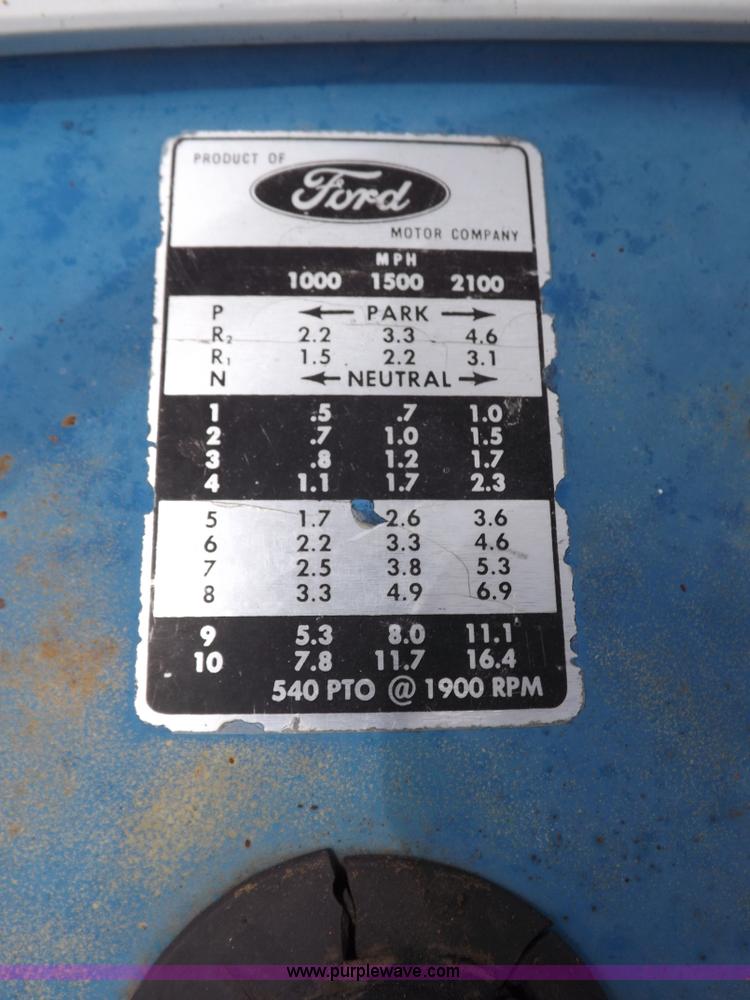 PRODUCT OF
Ford
MOTOR COMPANY
MPH
1000 1500 2100
P ← PARK →
R2 2.2 3.3 4.6
R1 1.5 2.2 3.1
N ← NEUTRAL →
1 .5 .7 1.0
2 .7 1.0 1.5
3 .8 1.2 1.7
4 1.1 1.7 2.3
5 1.7 2.6 3.6
6 2.2 3.3 4.6
7 2.5 3.8 5.3
8 3.3 4.9 6.9
9 5.3 8.0 11.1
10 7.8 11.7 16.4
540 PTO @ 1900 RPM
www.purplewave.com